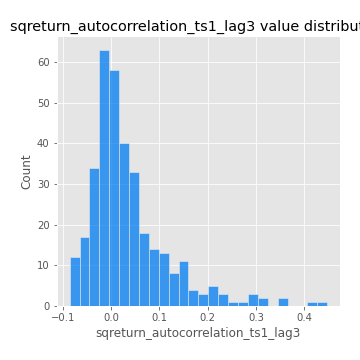 sqreturn_autocorrelation_ts1_lag3 value distribut
Count
60
50
40
30
20
10
0
−0.1 0.0 0.1 0.2 0.3 0.4
sqreturn_autocorrelation_ts1_lag3